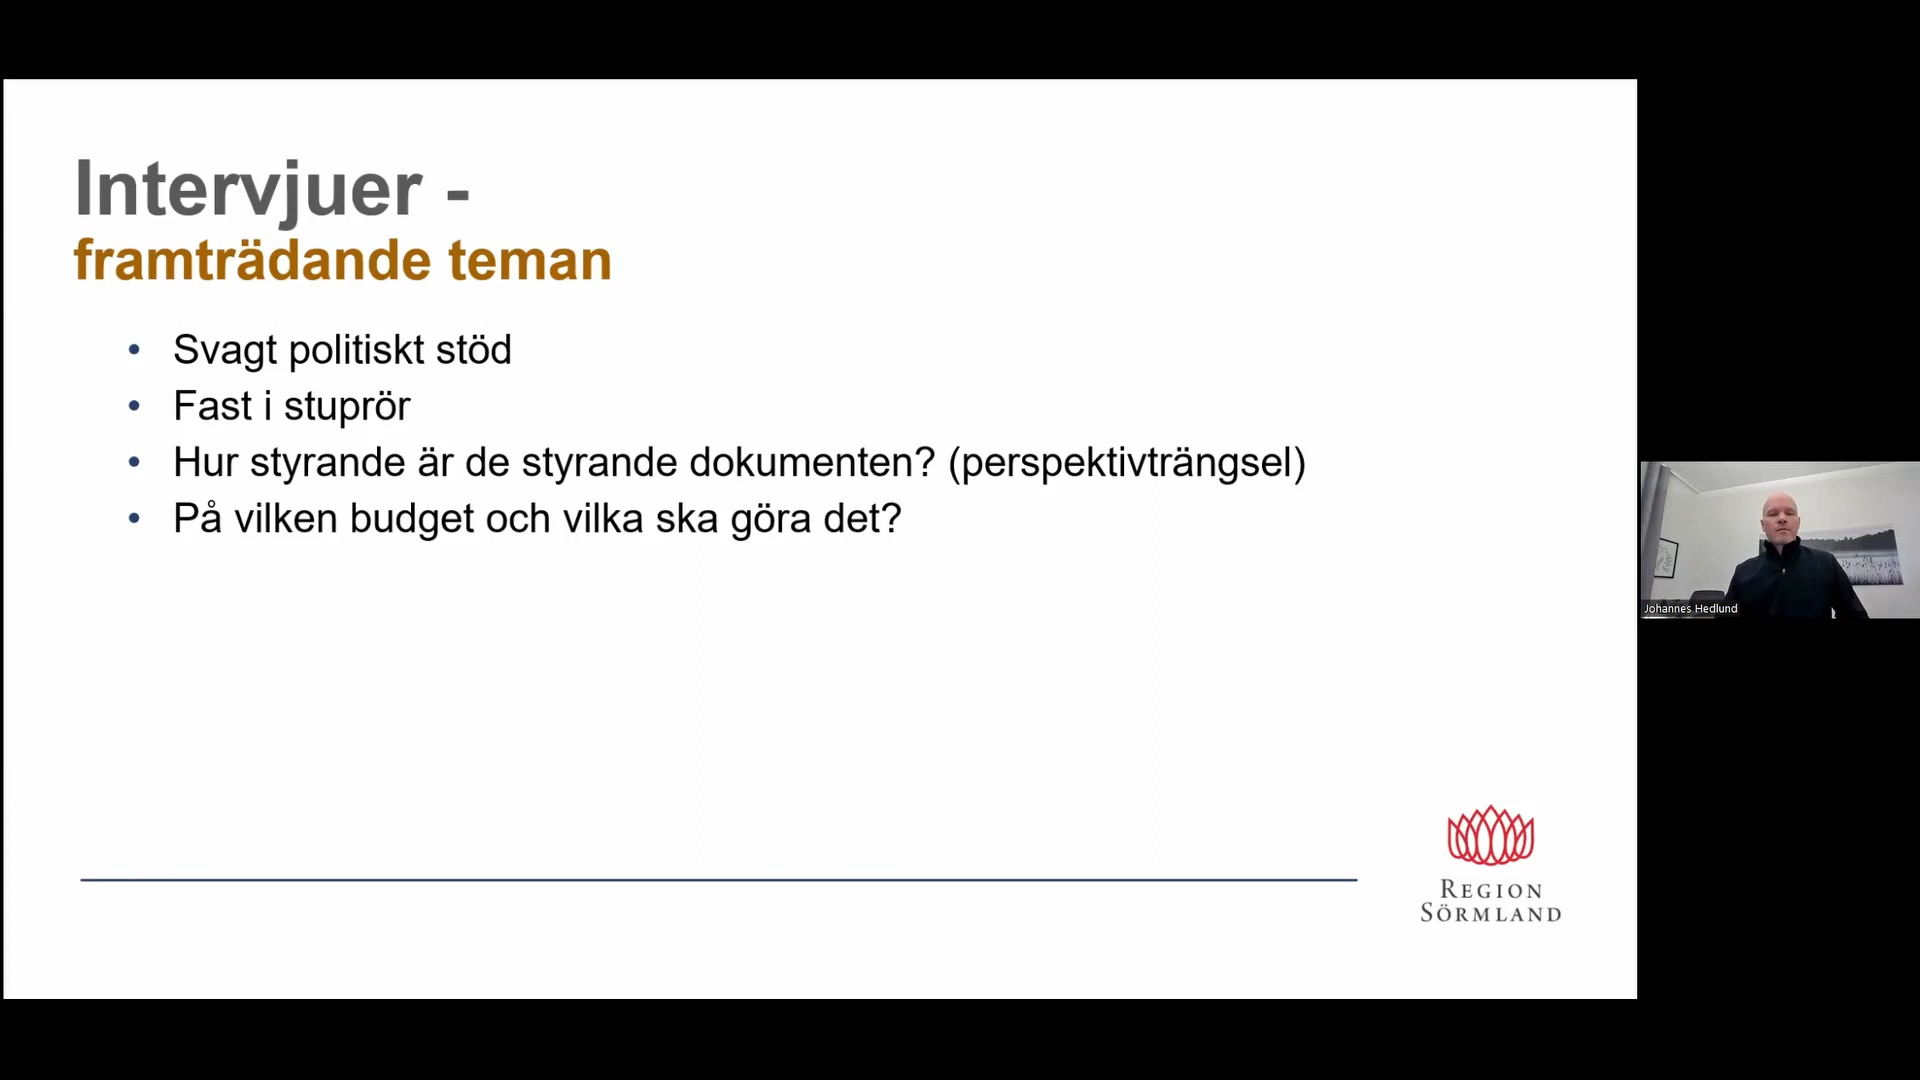 Intervjuer -
framträdande teman
• Svagt politiskt stöd
• Fast i stuprör
• Hur styrande är de styrande dokumenten? (perspektivträngsel)
• På vilken budget och vilka ska göra det?
Johannes Hedlund
REGION
SÖRMLAND